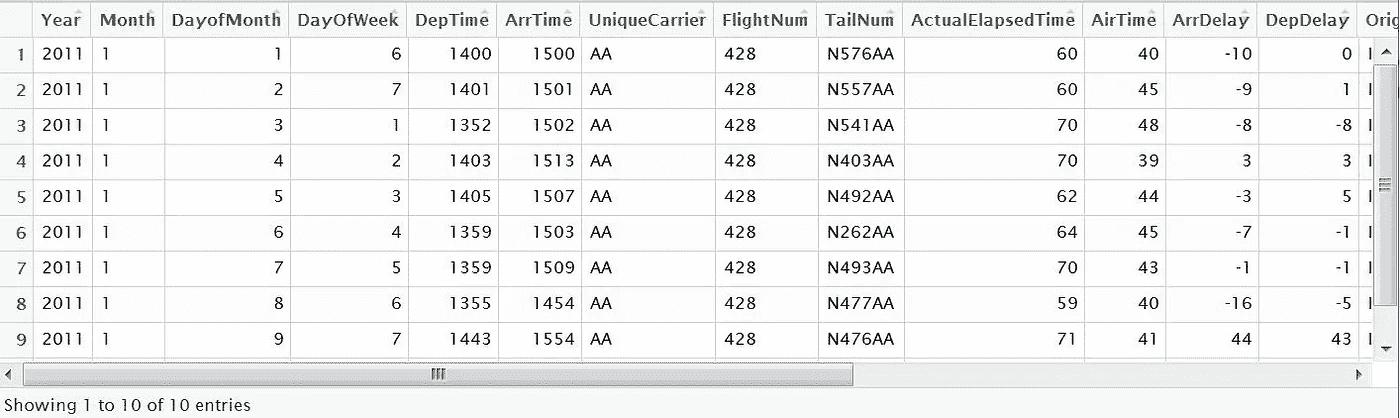 Year Month DayofMonth DayOfWeek DepTime ArrTime UniqueCarrier FlightNum TailNum ActualElapsedTime AirTime ArrDelay DepDelay
1 2011 1 1 6 1400 1500 AA 428 N576AA 60 40 -10 0
2 2011 1 2 7 1401 1501 AA 428 N557AA 60 45 -9 1
3 2011 1 3 1 1352 1502 AA 428 N541AA 70 48 -8 -8
4 2011 1 4 2 1403 1513 AA 428 N403AA 70 39 3 3
5 2011 1 5 3 1405 1507 AA 428 N492AA 62 44 -3 5
6 2011 1 6 4 1359 1503 AA 428 N262AA 64 45 -7 -1
7 2011 1 7 5 1359 1509 AA 428 N493AA 70 43 -1 -1
8 2011 1 8 6 1355 1454 AA 428 N477AA 59 40 -16 -5
9 2011 1 9 7 1443 1554 AA 428 N476AA 71 41 44 43
Showing 1 to 10 of 10 entries